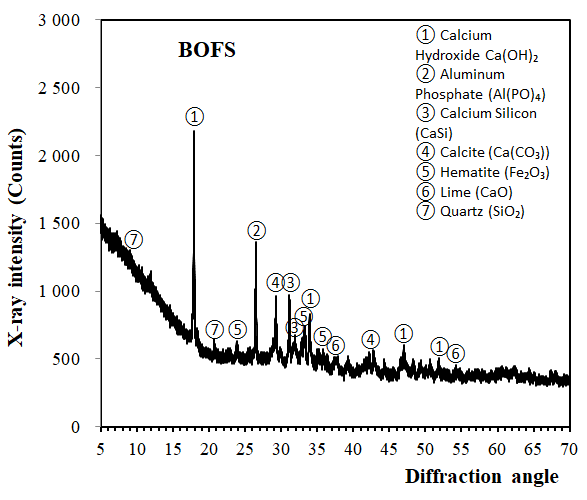 BOFS
① Calcium
Hydroxide Ca(OH)₂
② Aluminum
Phosphate (Al(PO)₄)
③ Calcium Silicon
(CaSi)
④ Calcite (Ca(CO₃))
⑤ Hematite (Fe₂O₃)
⑥ Lime (CaO)
⑦ Quartz (SiO₂)
X-ray intensity (Counts)
3 000
2 500
2 000
1 500
1 000
500
0
①
②
⑦
④ ③
①
⑤
③
⑦ ⑤
⑤ ⑥
④ ①
① ⑥
5 10 15 20 25 30 35 40 45 50 55 60 65 70
Diffraction angle